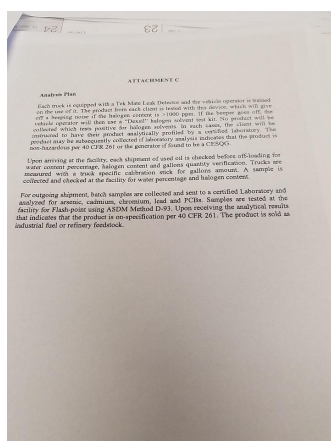 23
24
ATTACHMENT C
Analysis Plan
Each truck is equipped with a Tek Mate Leak Detector and the vehicle operator is trained
on the use of it. The product from each client is tested with this device, which will give
off a beeping noise if the halogen content is >1000 ppm. If the beeper goes off, the
vehicle operator will then use a "Dexsil" halogen solvent test kit. No product will be
collected which tests positive for halogen solvents. In such cases, the client will be
instructed to have their product analytically profiled by a certified laboratory. The
product may be subsequently collected if laboratory analysis indicates that the product is
non-hazardous per 40 CFR 261 or the generator if found to be a CESQG.
Upon arriving at the facility, each shipment of used oil is checked before off-loading for
water content percentage, halogen content and gallons quantity verification. Trucks are
measured with a truck specific calibration stick for gallons amount. A sample is
collected and checked at the facility for water percentage and halogen content.
For outgoing shipment, batch samples are collected and sent to a certified Laboratory and
analyzed for arsenic, cadmium, chromium, lead and PCBs. Samples are tested at the
facility for Flash-point using ASDM Method D-93. Upon receiving the analytical results
that indicates that the product is on-specification per 40 CFR 261. The product is sold as
industrial fuel or refinery feedstock.